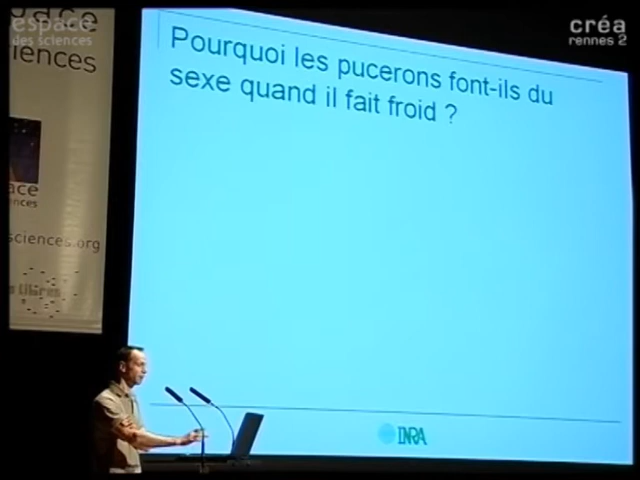 espace
des sciences
créa
rennes 2
Pourquoi les pucerons font-ils du
sexe quand il fait froid ?
sciences.org
INRA